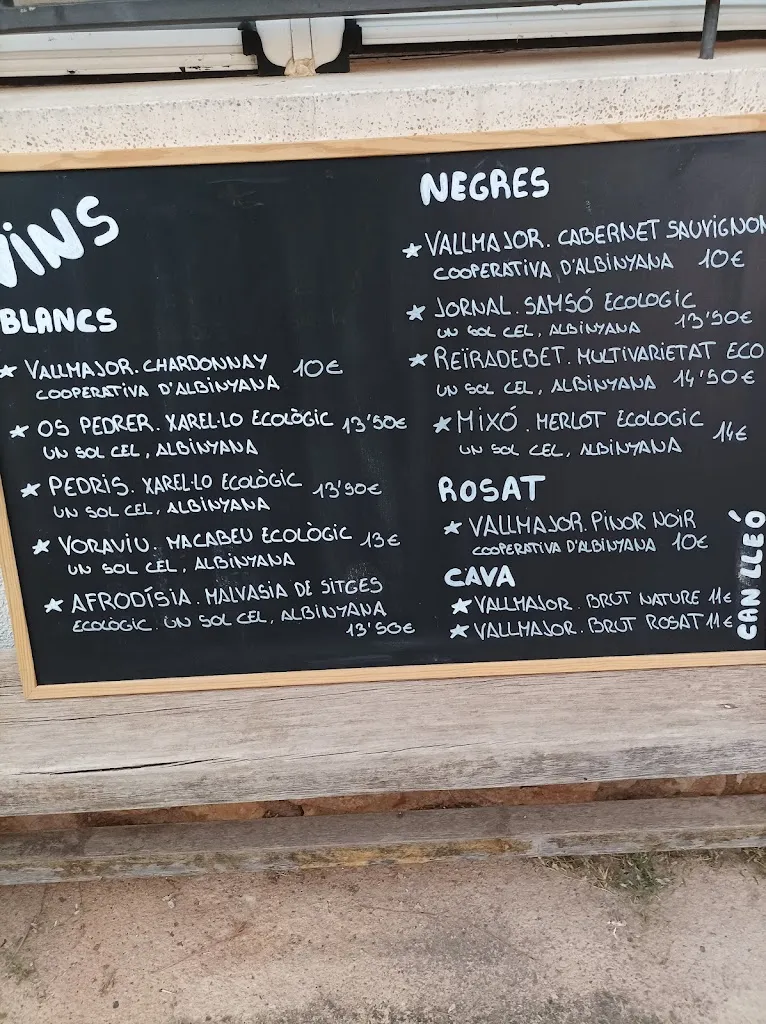 VINS
BLANCS
★ VALLMAJOR. CHARDONNAY 10€
COOPERATIVA D'ALBINYANA
★ OS PEDRER. XAREL·LO ECOLÒGIC 13'50€
UN SOL CEL, ALBINYANA
★ PEDRIS. XAREL·LO ECOLÒGIC 13'50€
UN SOL CEL, ALBINYANA
★ VORAVIU. MACABEU ECOLÒGIC 13€
UN SOL CEL, ALBINYANA
★ AFRODÍSIA. MALVASIA DE SITGES
ECOLÒGIC. UN SOL CEL, ALBINYANA
13'50€
NEGRES
★ VALLMAJOR. CABERNET SAUVIGNON
COOPERATIVA D'ALBINYANA 10€
★ JORNAL. SAMSÓ ECOLOGIC
UN SOL CEL, ALBINYANA 13'50€
★ REÏRADEBET. MULTIVARIETAT ECO
UN SOL CEL, ALBINYANA 14'50€
★ MIXÓ. MERLOT ECOLOGIC
UN SOL CEL, ALBINYANA 14€
ROSAT
★ VALLMAJOR. PINOR NOIR
COOPERATIVA D'ALBINYANA 10€
CAVA
★ VALLMAJOR. BRUT NATURE 11€
★ VALLMAJOR. BRUT ROSAT 11€
CAN LLEÓ